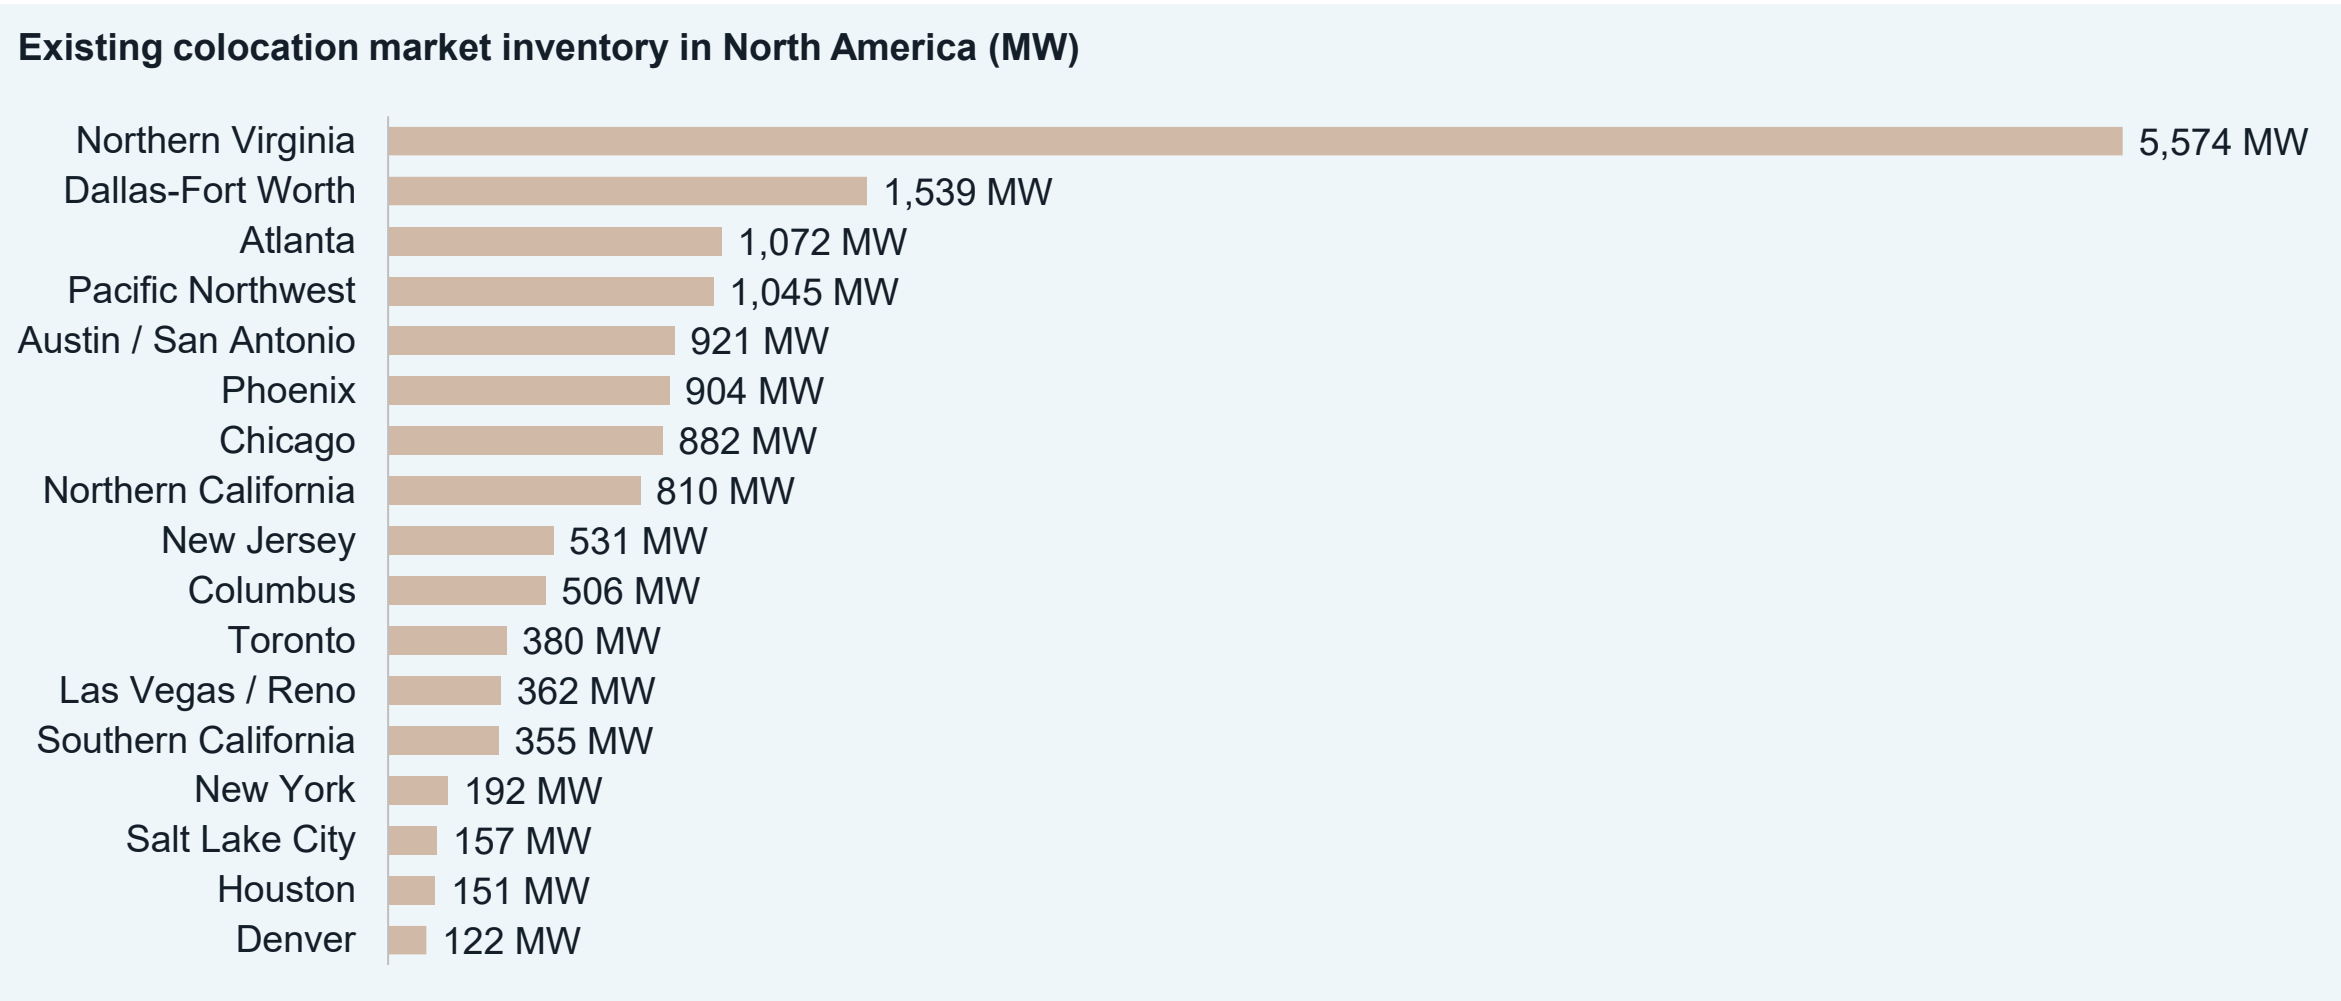 Existing colocation market inventory in North America (MW)
Northern Virginia 5,574 MW
Dallas-Fort Worth 1,539 MW
Atlanta 1,072 MW
Pacific Northwest 1,045 MW
Austin / San Antonio 921 MW
Phoenix 904 MW
Chicago 882 MW
Northern California 810 MW
New Jersey 531 MW
Columbus 506 MW
Toronto 380 MW
Las Vegas / Reno 362 MW
Southern California 355 MW
New York 192 MW
Salt Lake City 157 MW
Houston 151 MW
Denver 122 MW